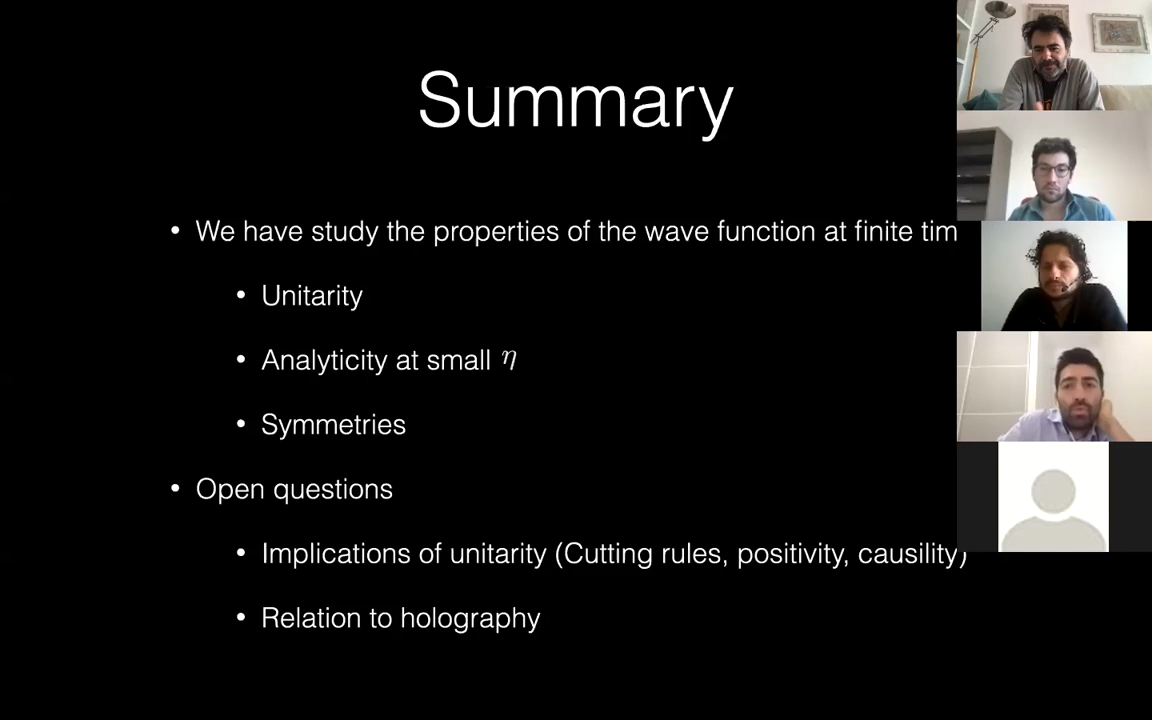 Summary
• We have study the properties of the wave function at finite tim
• Unitarity
• Analyticity at small η
• Symmetries
• Open questions
• Implications of unitarity (Cutting rules, positivity, causility)
• Relation to holography